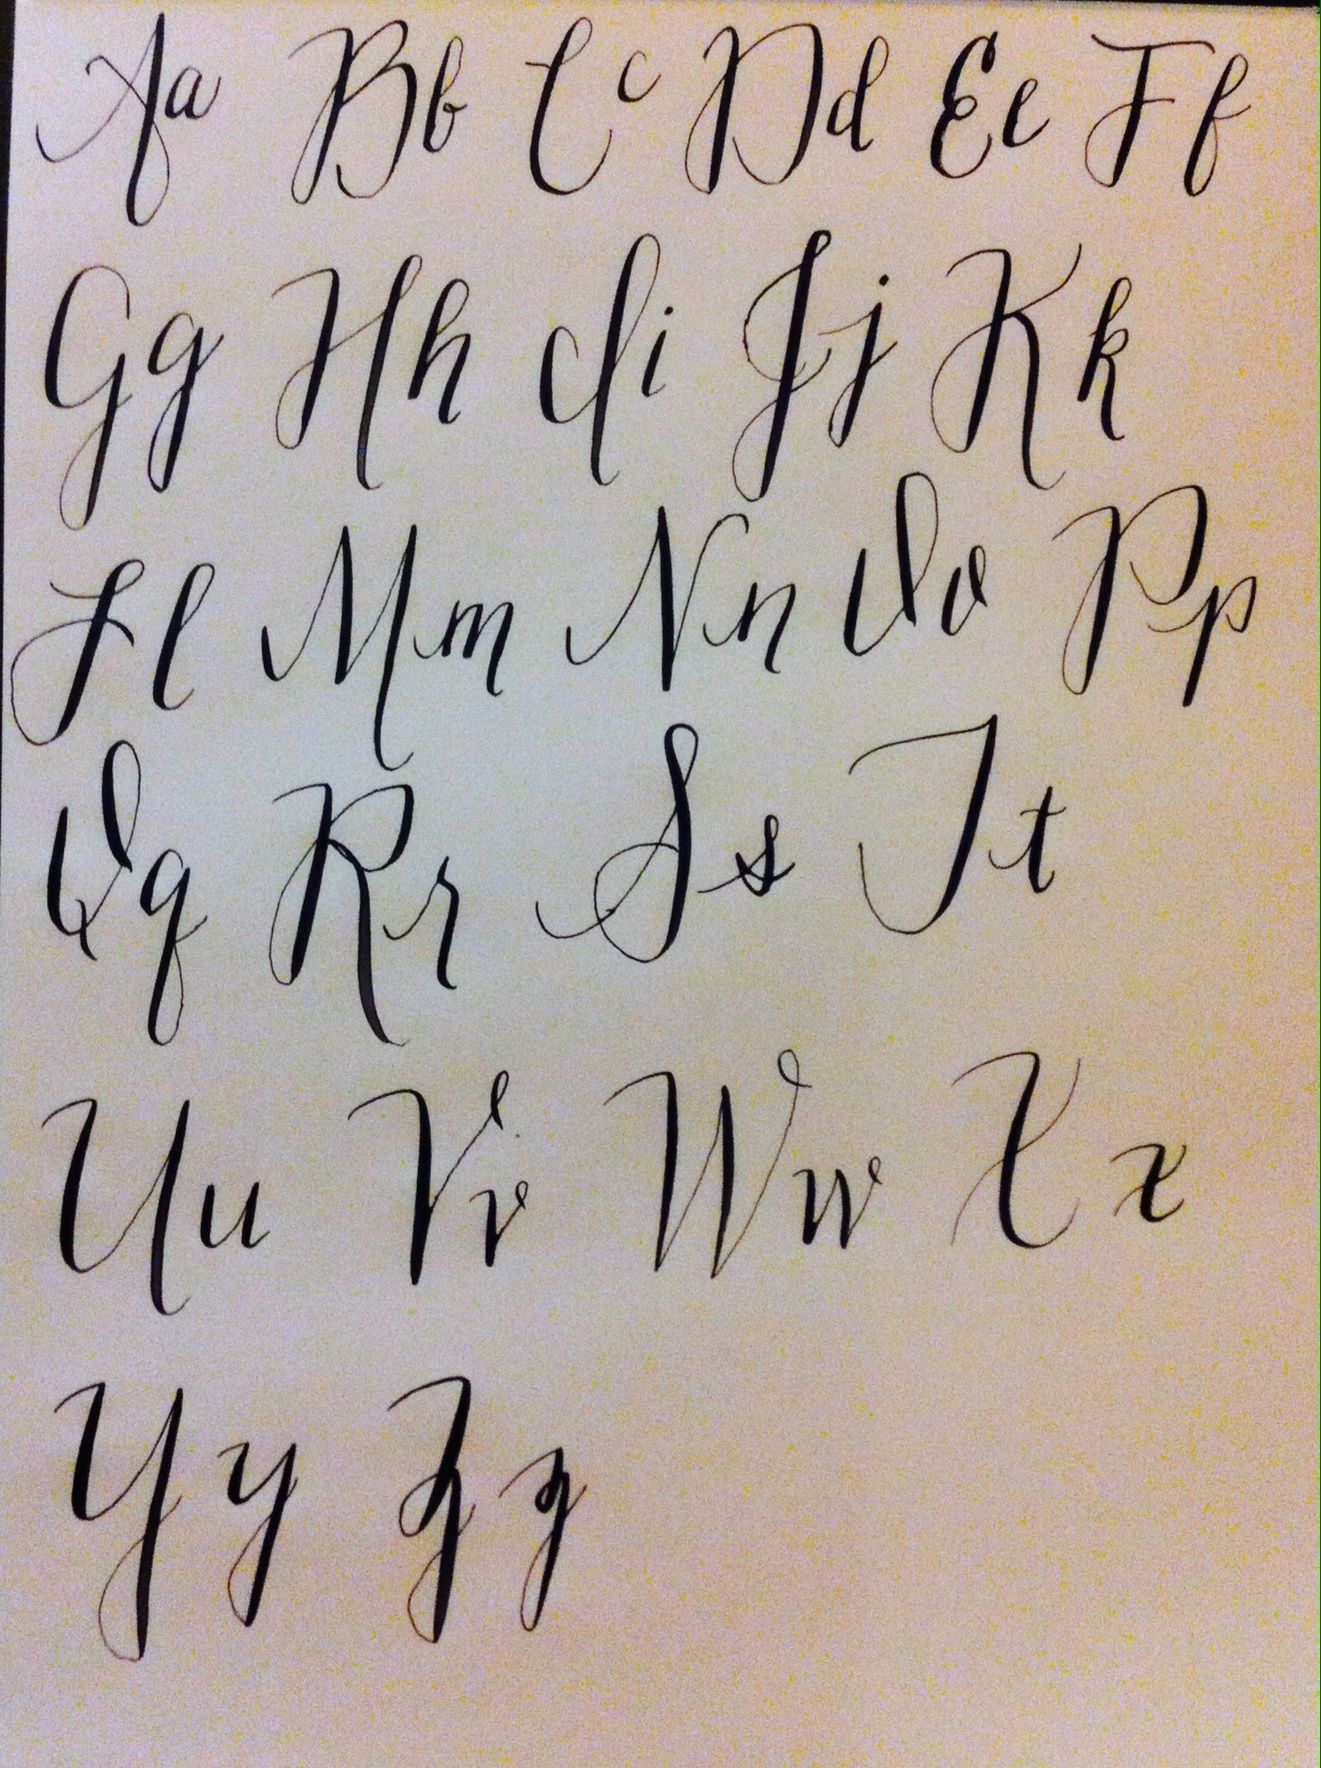 Aa Bb Cc Dd Ee Ff
Gg Hh Ii Jj Kk
Ll Mm Nn Oo Pp
Qq Rr Ss Tt
Uu Vv Ww Xx
Yy Zz